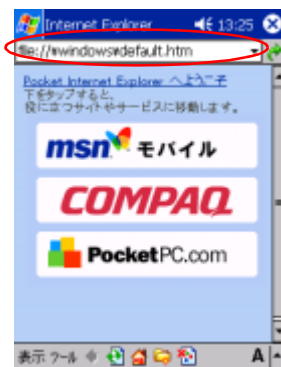 Internet Explorer 13:25
file://¥windows¥default.htm
Pocket Internet Explorer へようこそ
下をタップすると、
役に立つサイトやサービスに移動します。
msn モバイル
COMPAQ
PocketPC.com
表示 ツール A